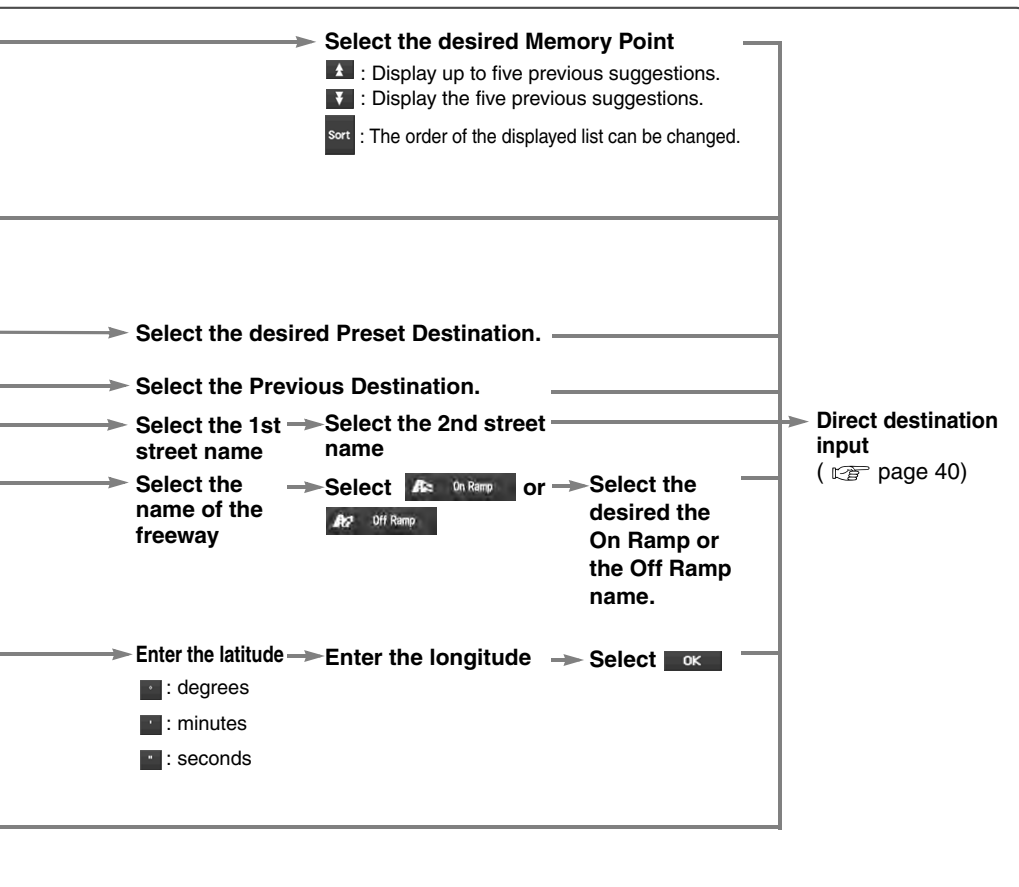 Select the desired Memory Point
: Display up to five previous suggestions.
: Display the five previous suggestions.
Sort : The order of the displayed list can be changed.
Select the desired Preset Destination.
Select the Previous Destination.
Select the 1st
street name
Select the 2nd street
name
Direct destination
input
( page 40)
Select the
name of the
freeway
Select On Ramp or
Off Ramp
Select the
desired the
On Ramp or
the Off Ramp
name.
Enter the latitude
° : degrees
' : minutes
" : seconds
Enter the longitude
Select OK